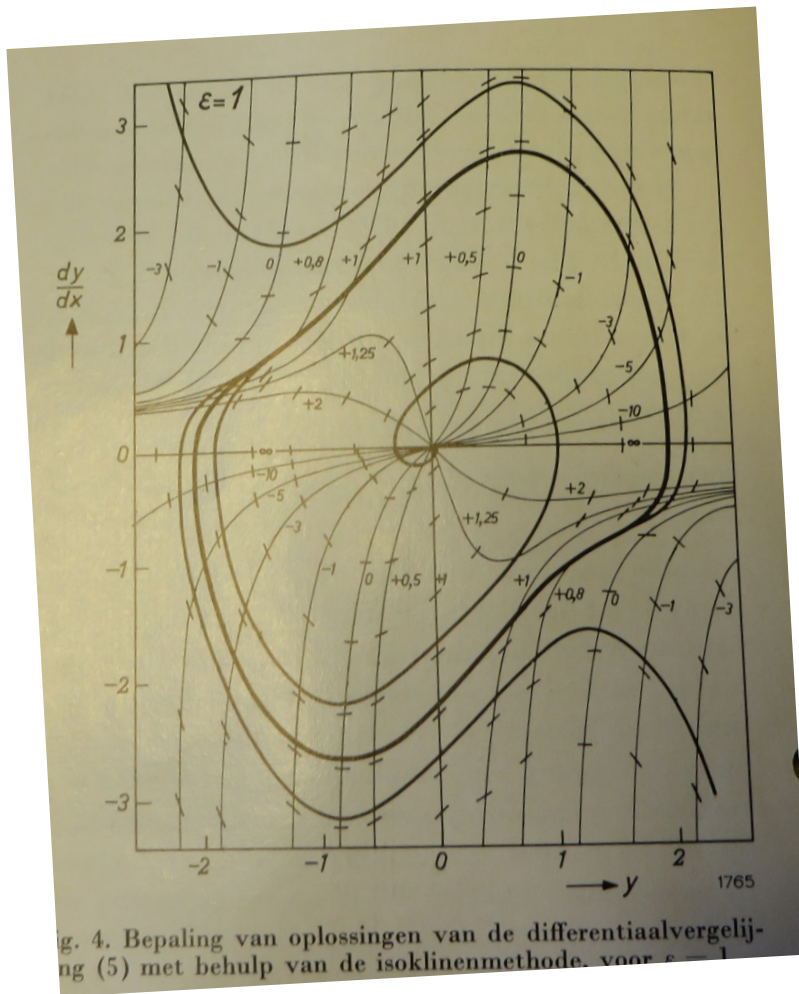 ε=1
3
2
1
0
−1
−2
−3
dy
dx
−3 −1 0 +0,8 +1 +1 +0,5 0
−1
−3
+1,25
−5
+2
−10
∞ ∞
−10
−5
+2
−3
+1,25
−1 0 +0,5 +1 +1
+0,8 0 −1 −3
−2 −1 0 1 2
y
1765
ig. 4. Bepaling van oplossingen van de differentiaalvergelij-
ng (5) met behulp van de isoklinenmethode, voor ε = 1